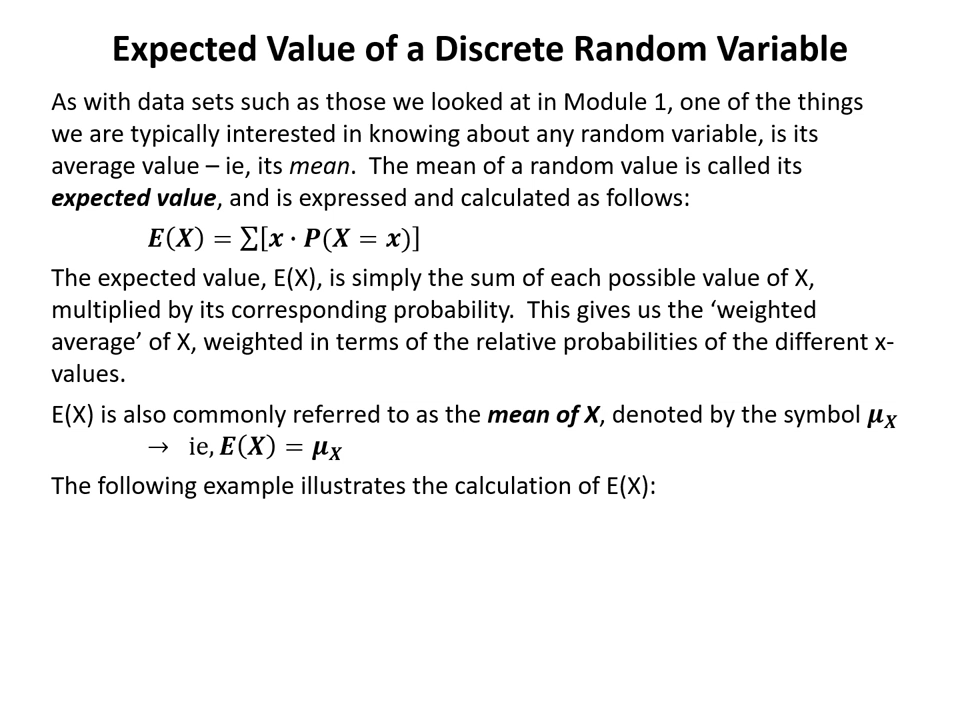 Expected Value of a Discrete Random Variable
As with data sets such as those we looked at in Module 1, one of the things
we are typically interested in knowing about any random variable, is its
average value – ie, its mean.  The mean of a random value is called its
expected value, and is expressed and calculated as follows:
E(X) = ∑[x · P(X = x)]
The expected value, E(X), is simply the sum of each possible value of X,
multiplied by its corresponding probability.  This gives us the ‘weighted
average’ of X, weighted in terms of the relative probabilities of the different x-
values.
E(X) is also commonly referred to as the mean of X, denoted by the symbol μ_X
→ ie, E(X) = μ_X
The following example illustrates the calculation of E(X):